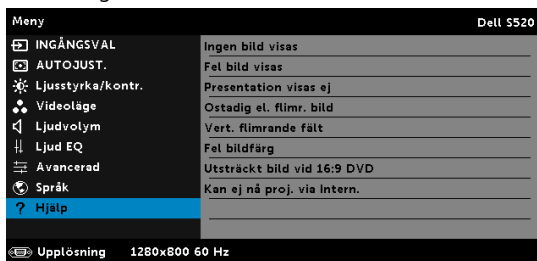 Meny Dell S520
INGÅNGSVAL
AUTOJUST.
Ljusstyrka/kontr.
Videoläge
Ljudvolym
Ljud EQ
Avancerad
Språk
? Hjälp
Ingen bild visas
Fel bild visas
Presentation visas ej
Ostadig el. flimr. bild
Vert. flimrande fält
Fel bildfärg
Utsträckt bild vid 16:9 DVD
Kan ej nå proj. via Intern.
Upplösning 1280x800 60 Hz